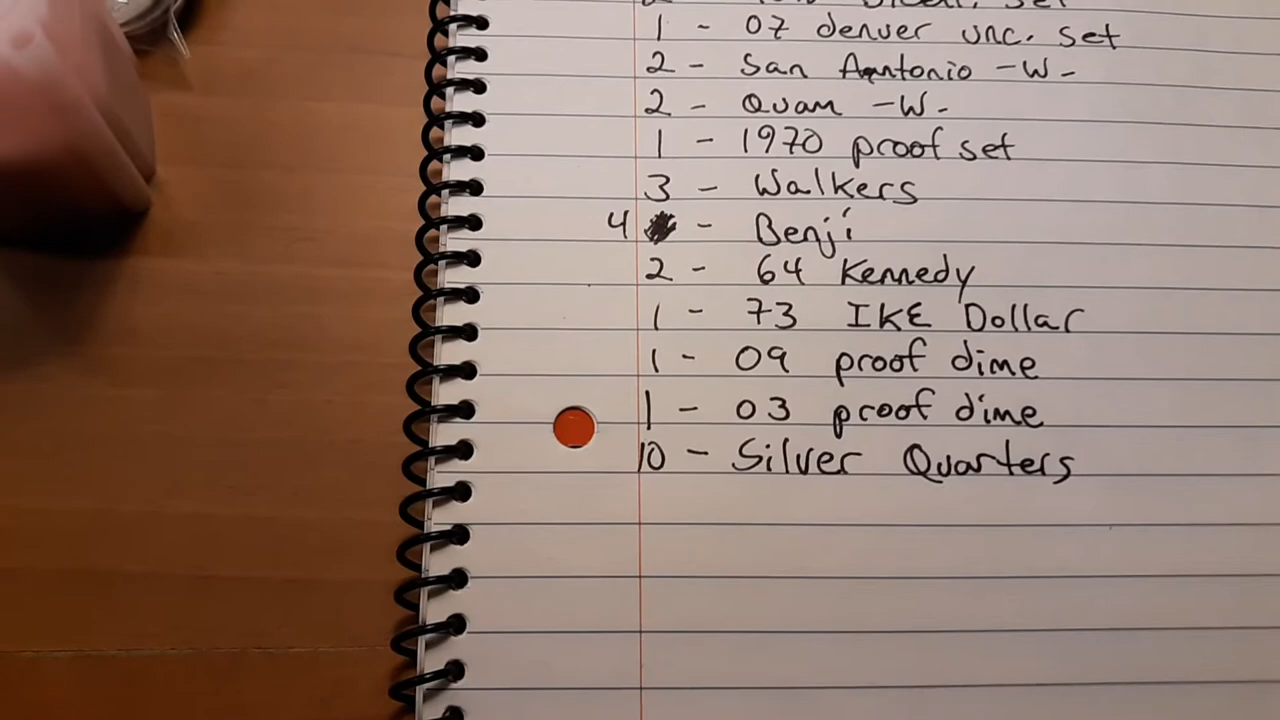 set
1 - 07 denver unc. set
2 - San Antonio -W-
2 - Quam -W-
1 - 1970 proof set
3 - Walkers
4 - Benji
2 - 64 Kennedy
1 - 73 IKE Dollar
1 - 09 proof dime
1 - 03 proof dime
10 - Silver Quarters